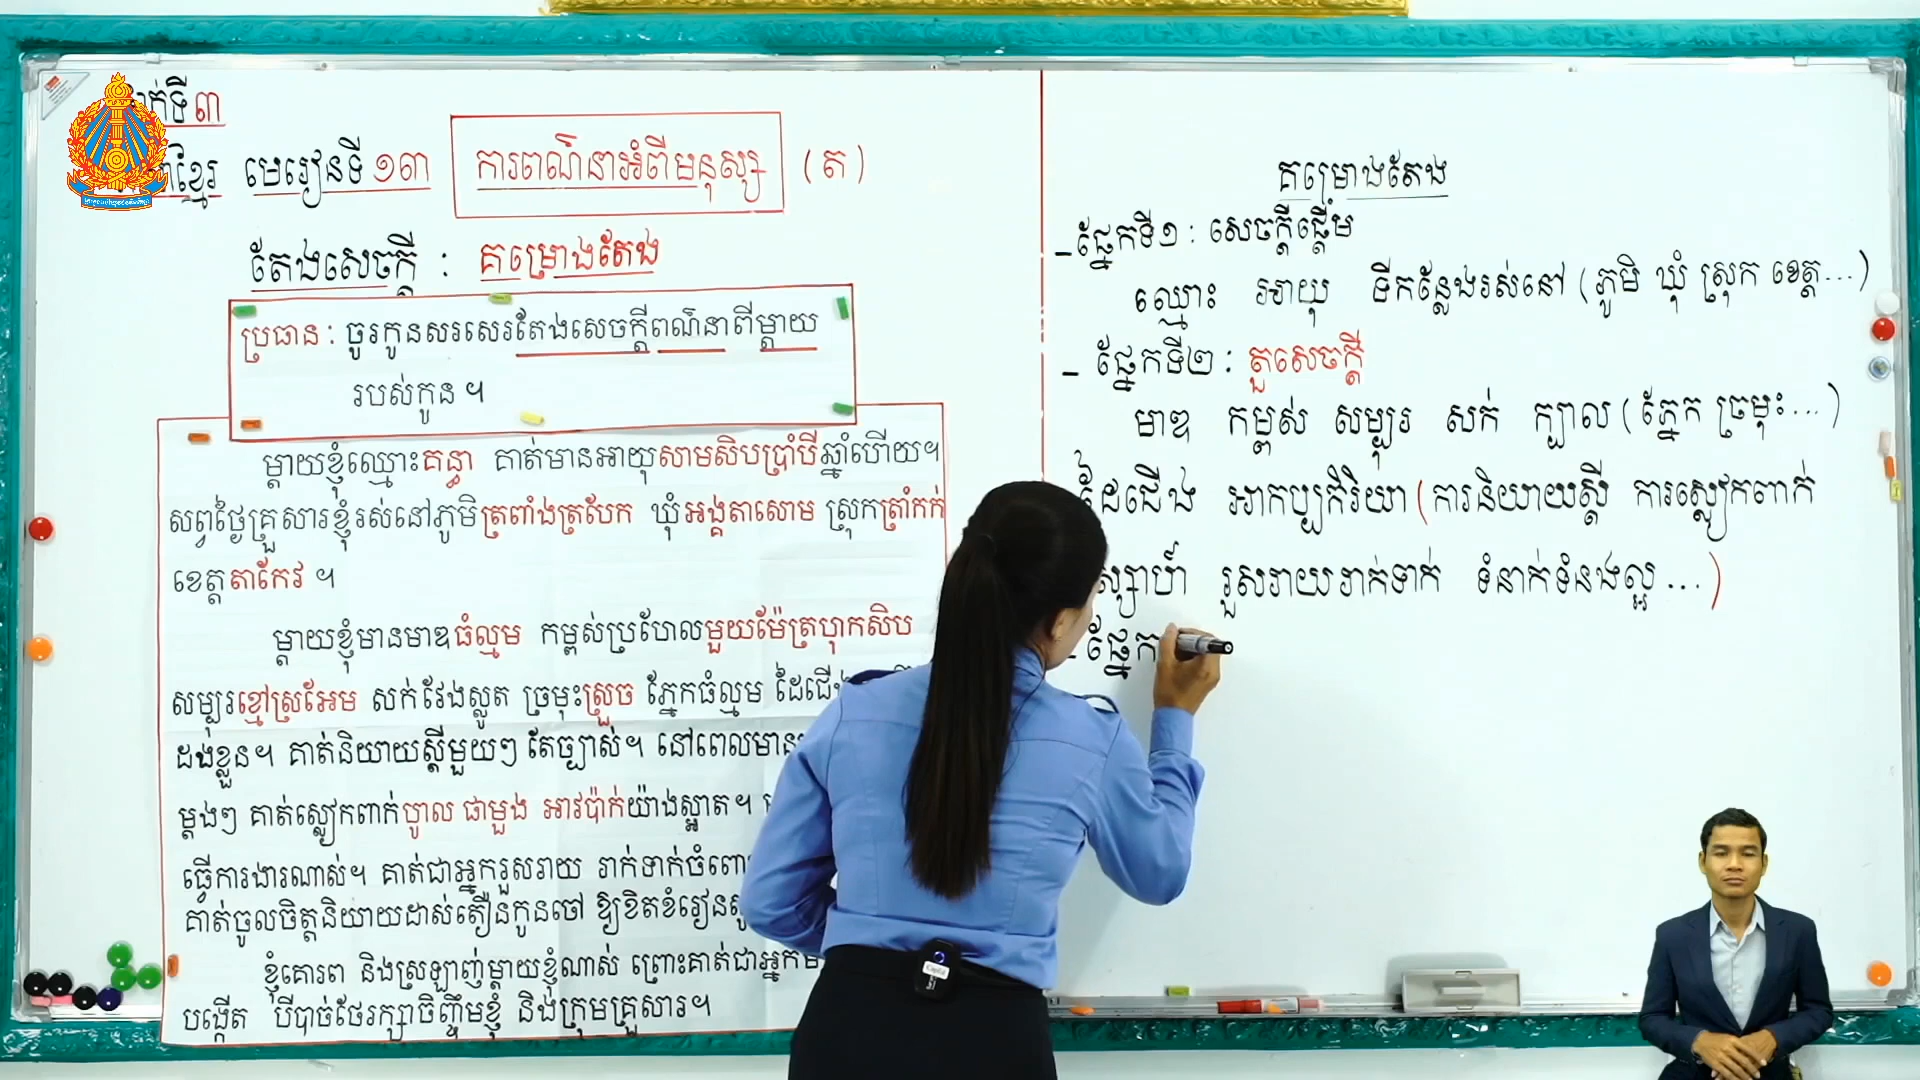 ទី៣
ខ្មែរ មេរៀនទី១៣ ការពណ៌នាអំពីមនុស្ស (ត)
តែងសេចក្ដី : គម្រោងតែង
ប្រធាន : ចូរកូនសរសេរតែងសេចក្ដីពណ៌នាពីម្ដាយ
របស់កូន ។
ម្ដាយខ្ញុំឈ្មោះគន្ធា គាត់មានអាយុសាមសិបប្រាំបីឆ្នាំហើយ។
សព្វថ្ងៃគ្រួសារខ្ញុំរស់នៅភូមិត្រពាំងត្របែក ឃុំអង្គតាសោម ស្រុកត្រាំកក់
ខេត្តតាកែវ ។
ម្ដាយខ្ញុំមានមាឌធំល្មម កម្ពស់ប្រហែលមួយម៉ែត្រហុកសិប
សម្បុរខ្មៅស្រអែម សក់វែងស្លូត ច្រមុះស្រួច ភ្នែកធំល្មម ដៃជើង
ដងខ្លួន។ គាត់និយាយស្ដីមួយៗ តែច្បាស់។ នៅពេលមាន
ម្ដងៗ គាត់ស្លៀកពាក់ហូល ផាមួង អាវប៉ាក់យ៉ាងស្អាត។
ធ្វើការងារណាស់។ គាត់ជាអ្នករួសរាយ រាក់ទាក់ចំពោះ
គាត់ចូលចិត្តនិយាយដាស់តឿនកូនចៅ ឱ្យខិតខំរៀនសូ
ខ្ញុំគោរព និងស្រឡាញ់ម្ដាយខ្ញុំណាស់ ព្រោះគាត់ជាអ្នកម
បង្កើត បីបាច់ថែរក្សាចិញ្ចឹមខ្ញុំ និងក្រុមគ្រួសារ។
គម្រោងតែង
-ផ្នែកទី១ : សេចក្ដីផ្ដើម
ឈ្មោះ អាយុ ទីកន្លែងរស់នៅ (ភូមិ ឃុំ ស្រុក ខេត្ត...)
- ផ្នែកទី២ : តួសេចក្ដី
មាឌ កម្ពស់ សម្បុរ សក់ ក្បាល (ភ្នែក ច្រមុះ...)
ដៃជើង អាកប្បកិរិយា (ការនិយាយស្ដី ការស្លៀកពាក់
ស្សាហ៍ រួសរាយរាក់ទាក់ ទំនាក់ទំនងល្អ...)
-ផ្នែក